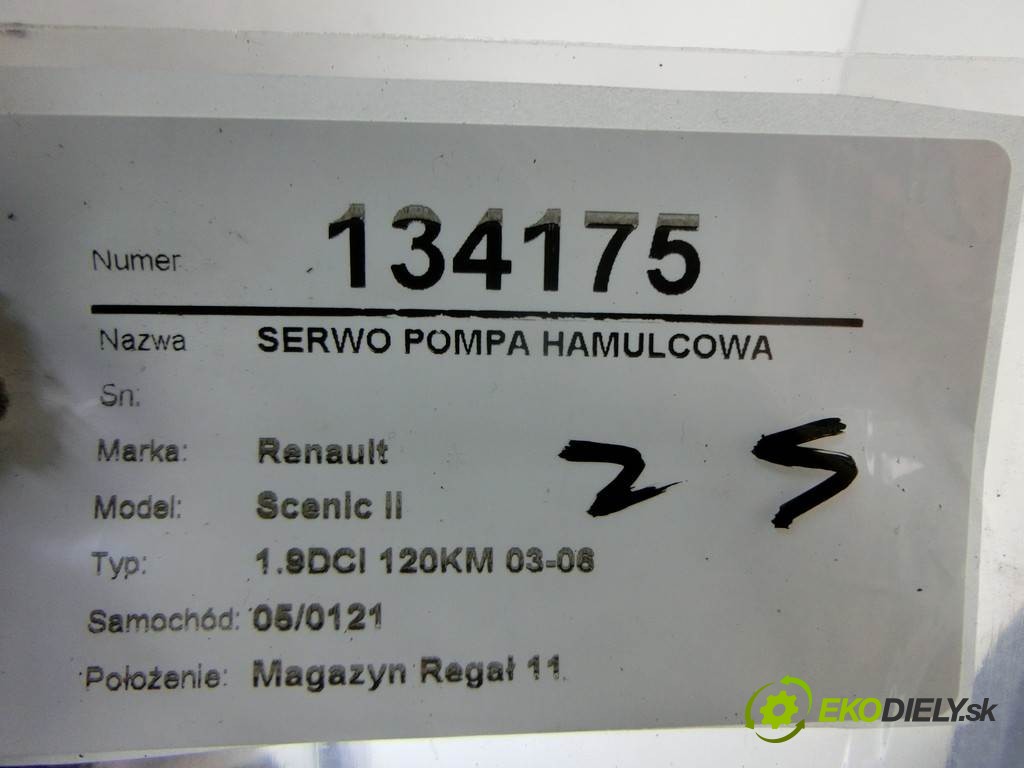 Numer 134175
Nazwa SERWO POMPA HAMULCOWA
Sn:
Marka: Renault
Model: Scenic II
Typ: 1.9DCI 120KM 03-06
Samochód: 05/0121
Położenie: Magazyn Regał 11
25
EKODIELY.sk